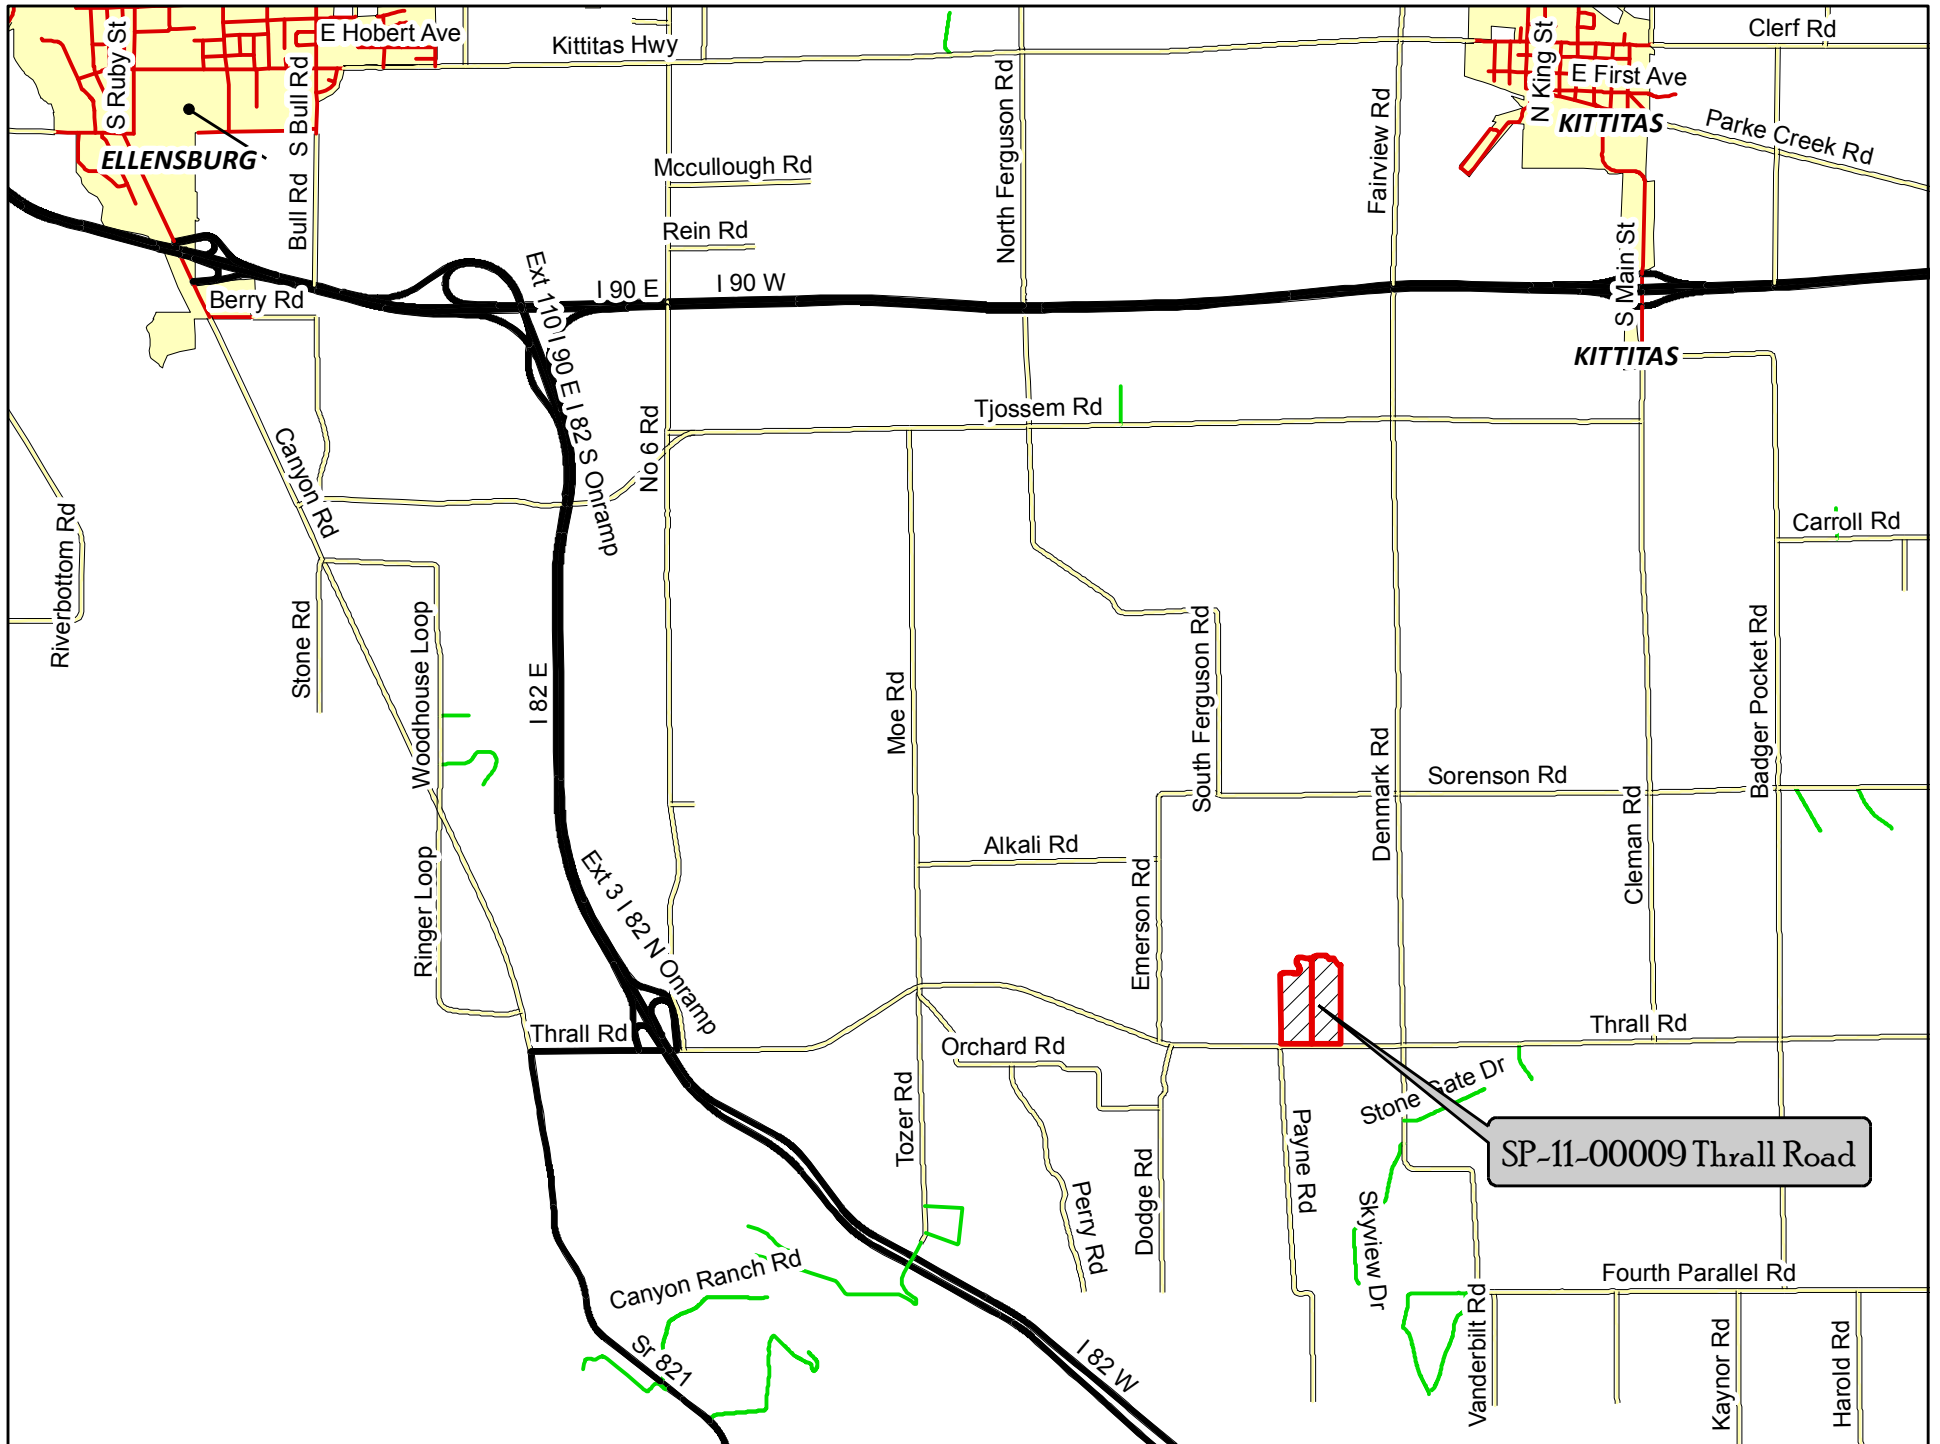 S Ruby St
E Hobert Ave
Kittitas Hwy
N King St
Clerf Rd
E First Ave
S Bull Rd
North Ferguson Rd
Fairview Rd
KITTITAS
Parke Creek Rd
ELLENSBURG
Mccullough Rd
Bull Rd
Rein Rd
Berry Rd
Ext 110 I 90 E I 82 S Onramp
I 90 E
I 90 W
S Main St
KITTITAS
Canyon Rd
No 6 Rd
Tjossem Rd
Riverbottom Rd
Carroll Rd
Stone Rd
Woodhouse Loop
I 82 E
Moe Rd
South Ferguson Rd
Denmark Rd
Sorenson Rd
Badger Pocket Rd
Cleman Rd
Ringer Loop
Ext 3 I 82 N Onramp
Alkali Rd
Emerson Rd
Thrall Rd
Orchard Rd
Thrall Rd
Tozer Rd
Perry Rd
Dodge Rd
Payne Rd
Stone Gate Dr
SP-11-00009 Thrall Road
Skyview Dr
Canyon Ranch Rd
Sr 821
I 82 W
Vanderbilt Rd
Fourth Parallel Rd
Kaynor Rd
Harold Rd